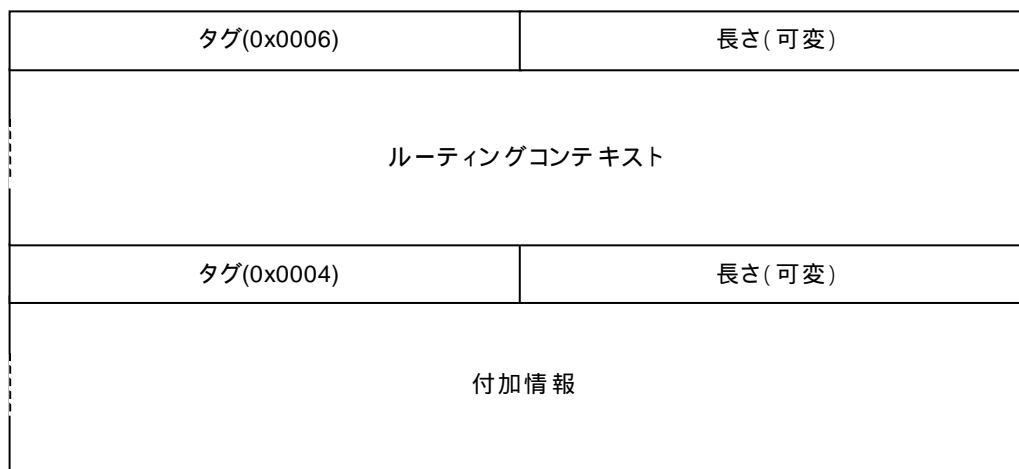 タグ(0x0006)
長さ(可変)
ルーティングコンテキスト
タグ(0x0004)
長さ(可変)
付加情報